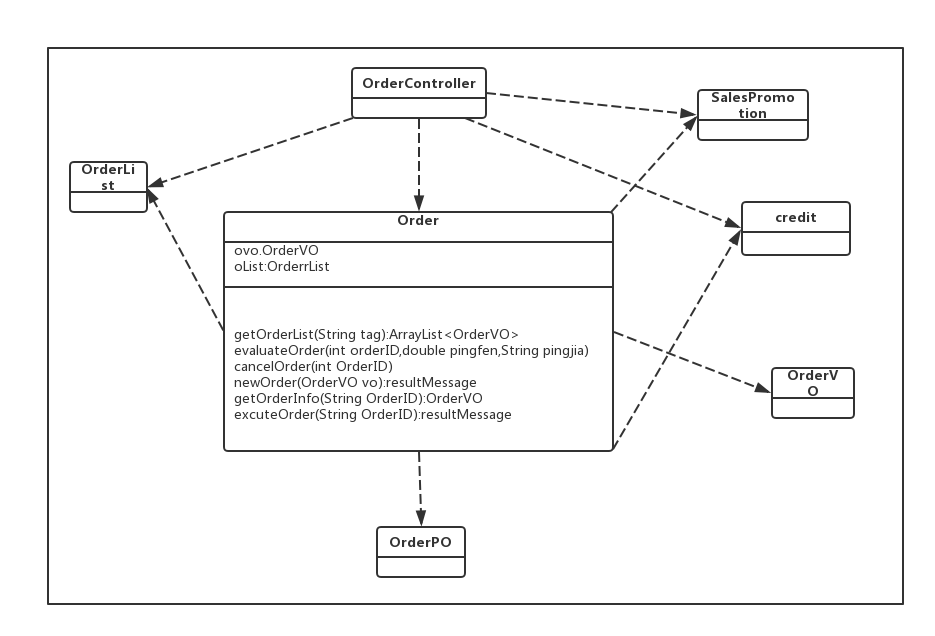 OrderController
SalesPromo
tion
OrderLi
st
credit
Order
ovo.OrderVO
oList:OrderrList
getOrderList(String tag):ArrayList<OrderVO>
evaluateOrder(int orderID,double pingfen,String pingjia)
cancelOrder(int OrderID)
newOrder(OrderVO vo):resultMessage
getOrderInfo(String OrderID):OrderVO
excuteOrder(String OrderID):resultMessage
OrderV
O
OrderPO